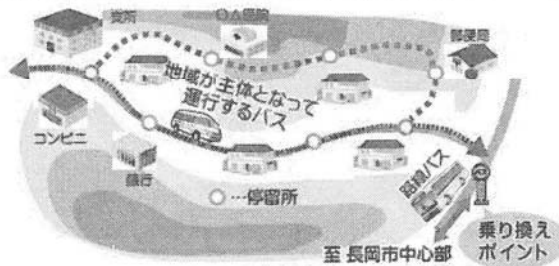 支所
○△医院
郵便局
地域が主体となって
運行するバス
コンビニ
銀行
○…停留所
路線バス
乗り換え
ポイント
至 長岡市中心部